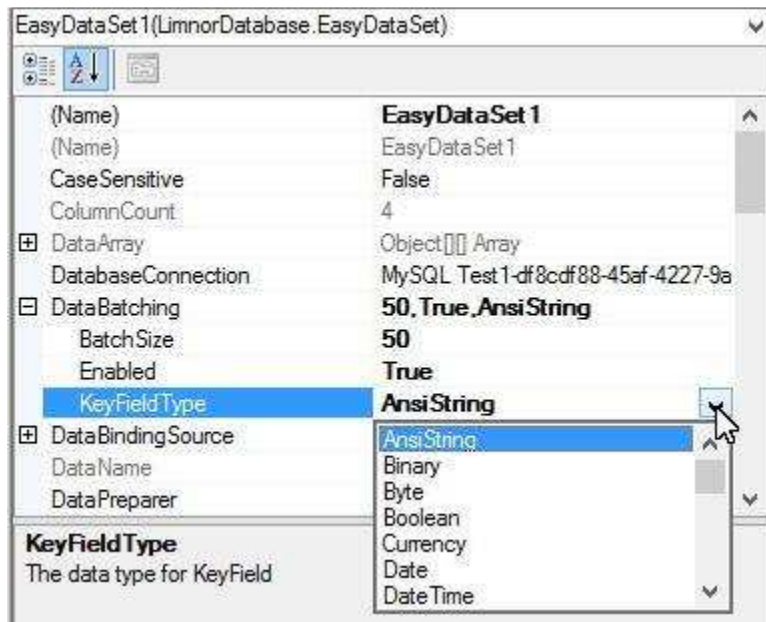 EasyDataSet1(LimnorDatabase.EasyDataSet)
(Name) EasyDataSet1
(Name) EasyDataSet1
CaseSensitive False
ColumnCount 4
DataArray Object[][] Array
DatabaseConnection MySQL Test1-df8cdf88-45af-4227-9a
DataBatching 50,True,AnsiString
BatchSize 50
Enabled True
KeyFieldType AnsiString
DataBindingSource AnsiString
Binary
DataName Byte
DataPreparer Boolean
Currency
Date
DateTime
KeyFieldType
The data type for KeyField